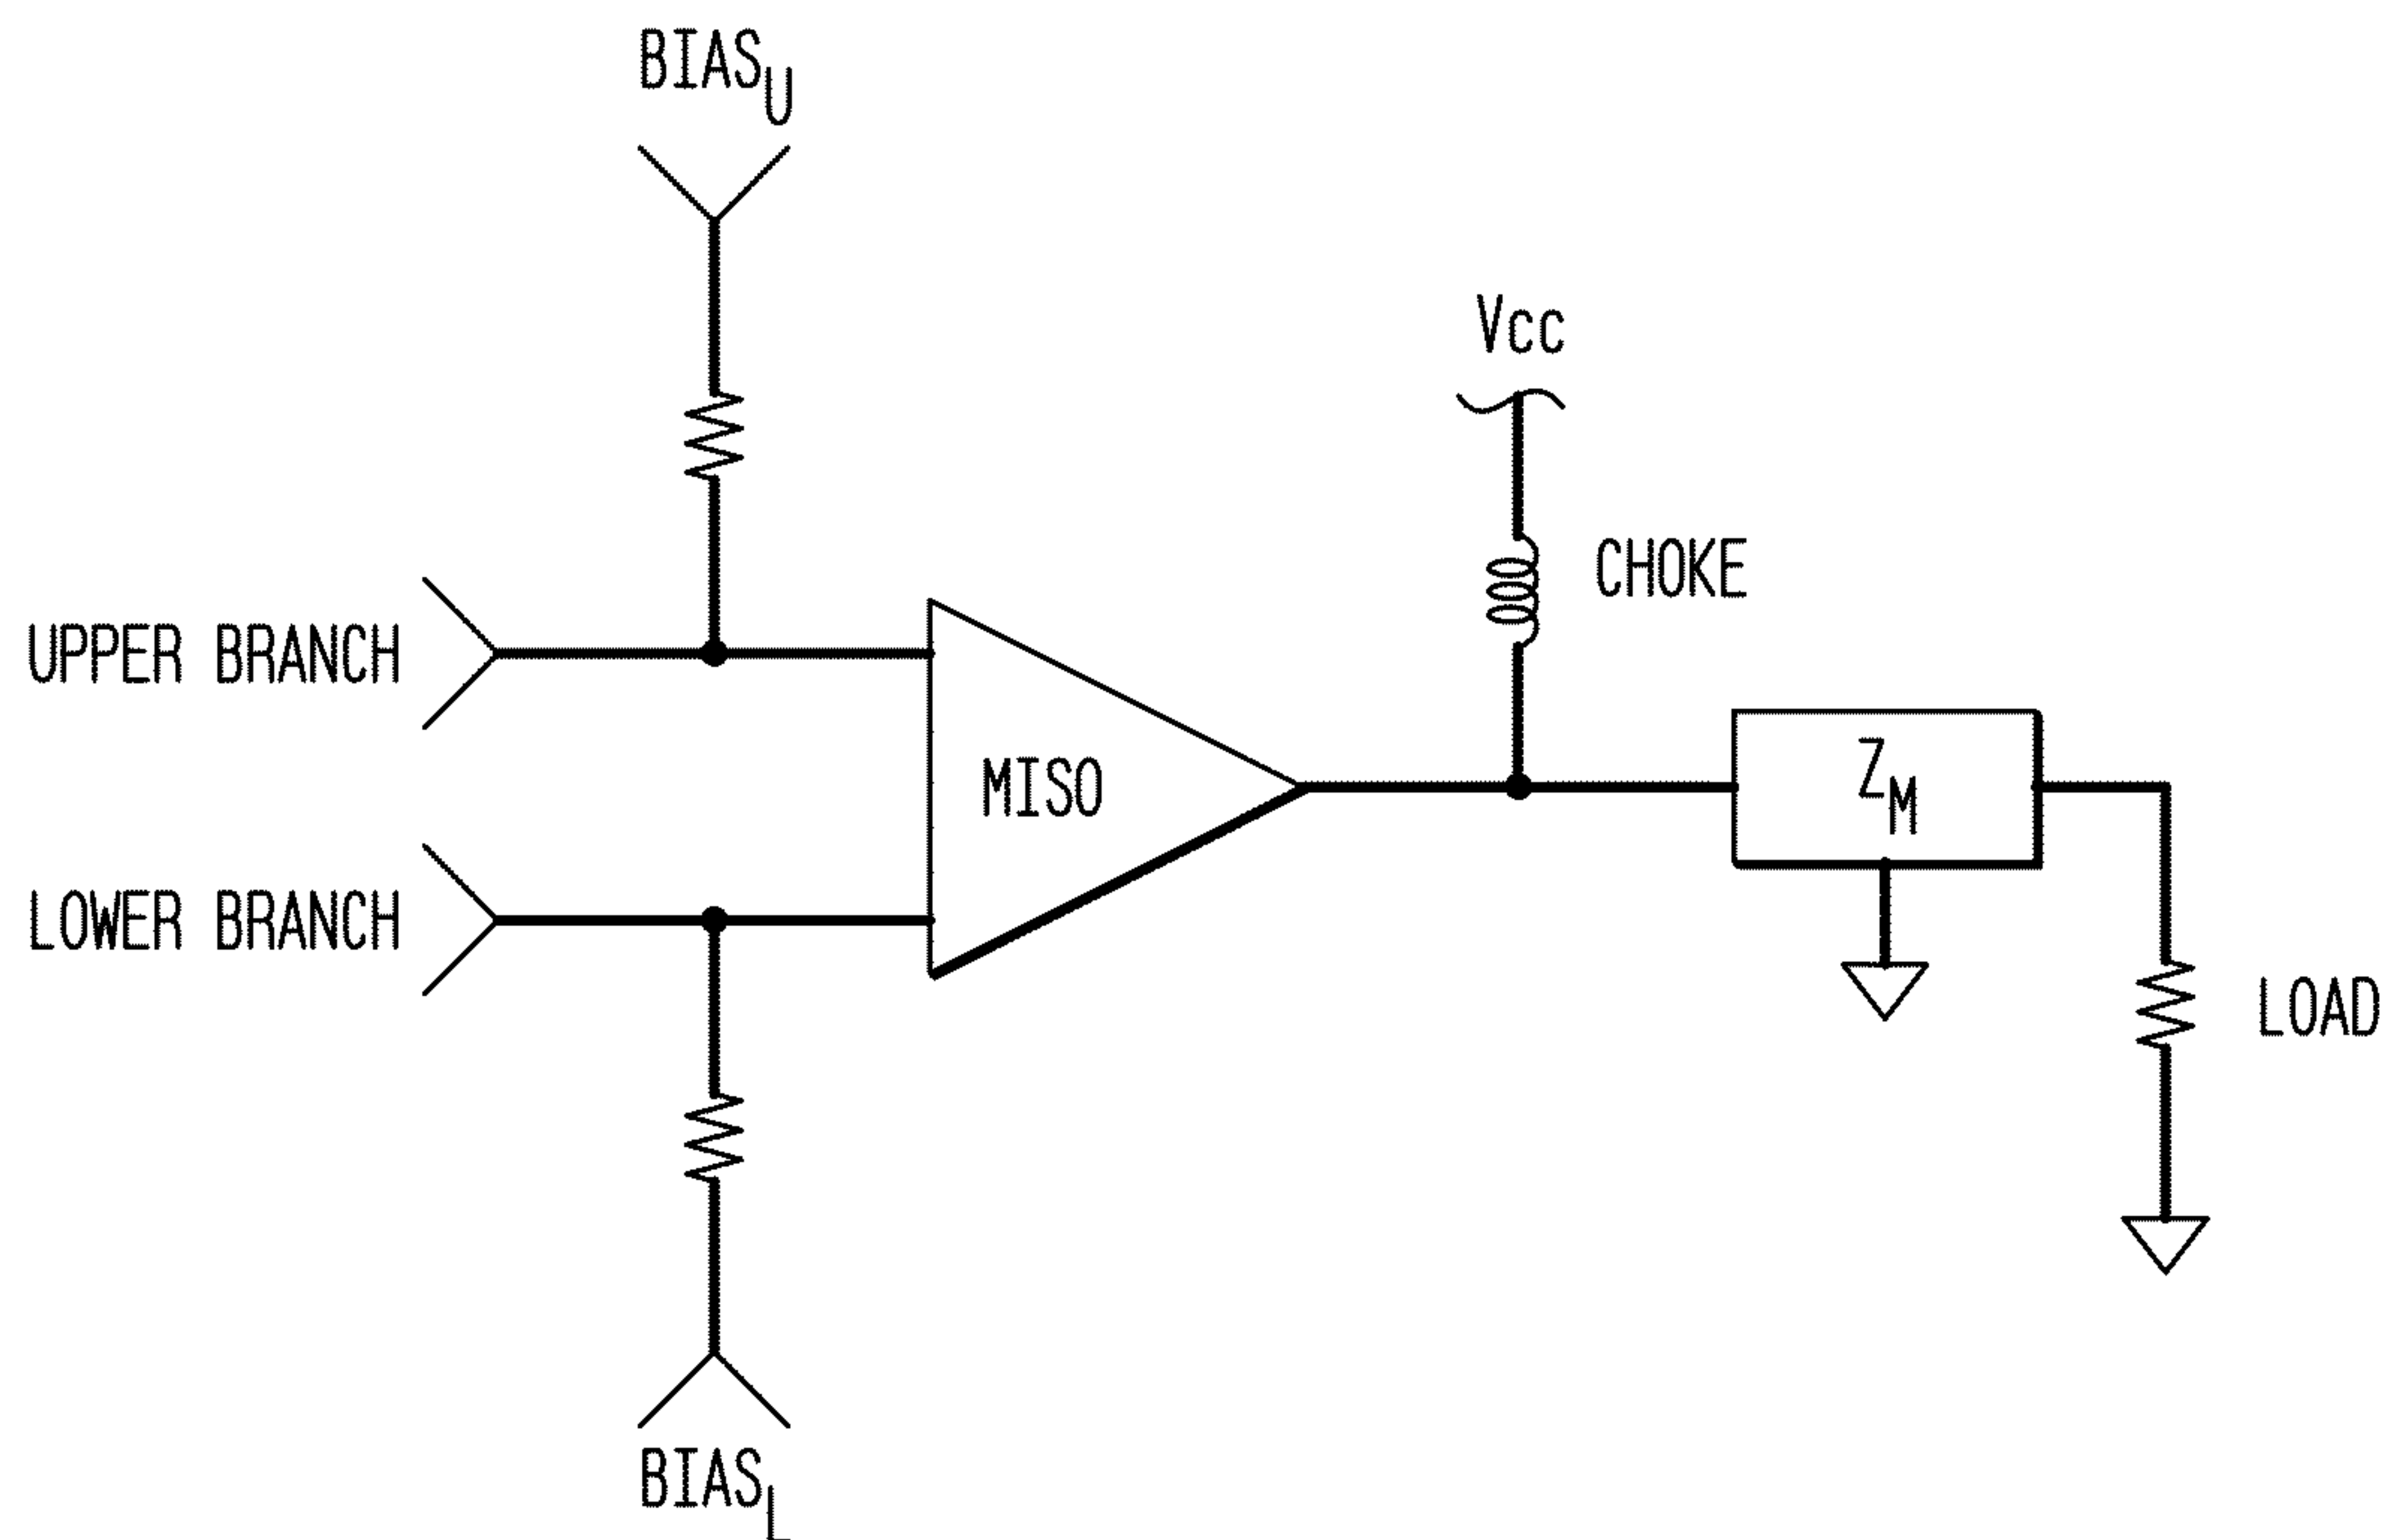 BIAS_U
Vcc
CHOKE
UPPER BRANCH
MISO
Z_M
LOWER BRANCH
LOAD
BIAS_L